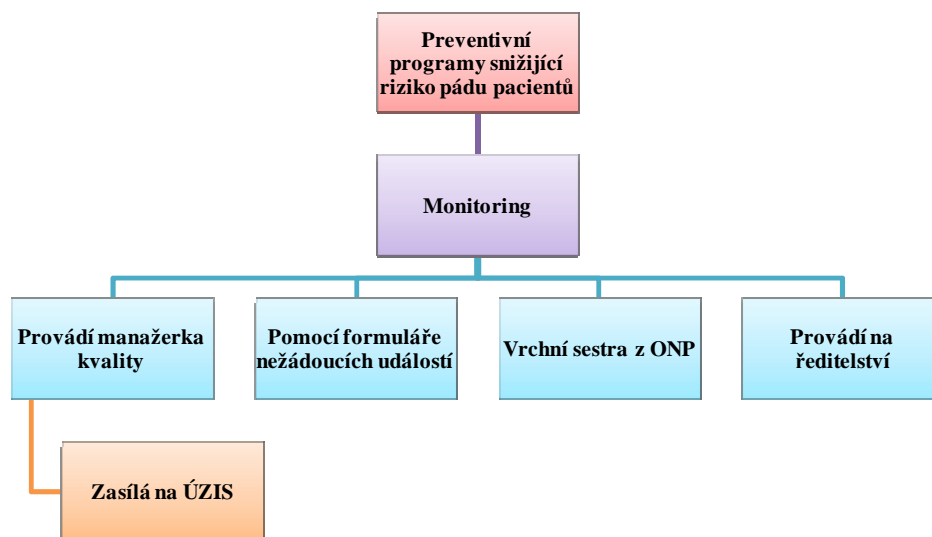 Preventivní
programy snižijící
riziko pádu pacientů
Monitoring
Provádí manažerka
kvality
Pomocí formuláře
nežádoucích událostí
Vrchní sestra z ONP
Provádí na
ředitelství
Zasílá na ÚZIS